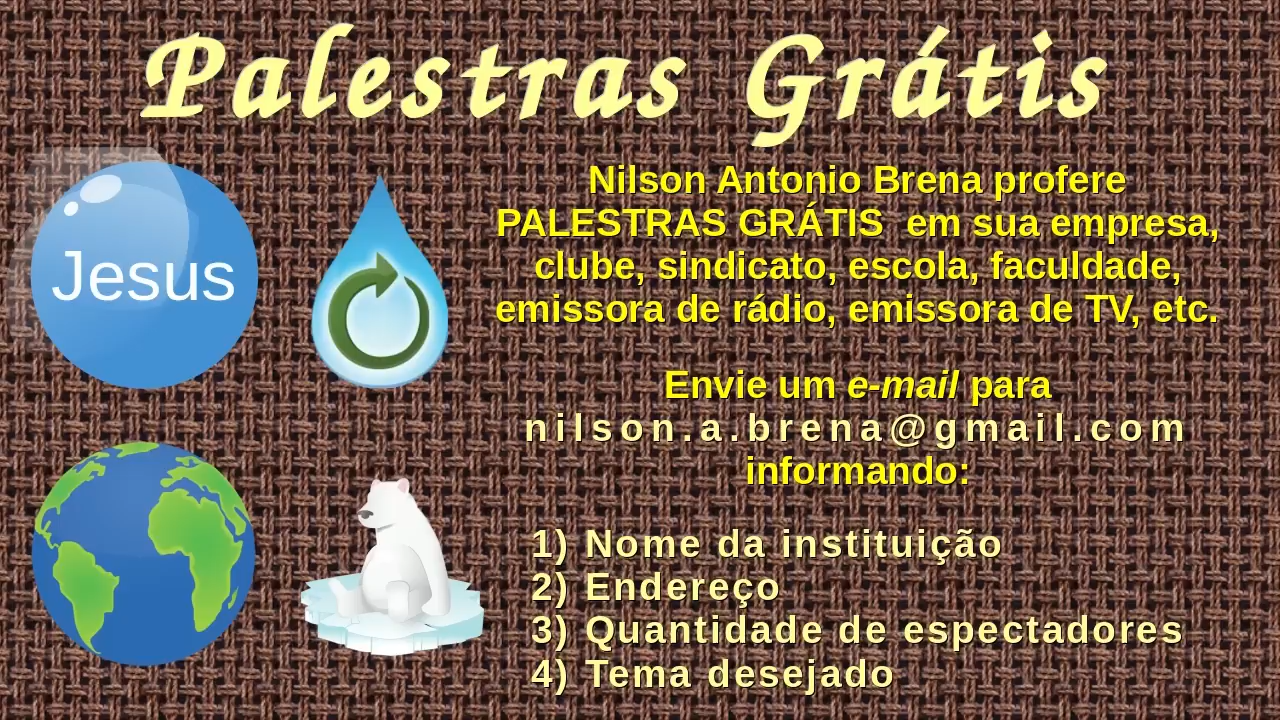 Palestras Grátis
Jesus
Nilson Antonio Brena profere
PALESTRAS GRÁTIS em sua empresa,
clube, sindicato, escola, faculdade,
emissora de rádio, emissora de TV, etc.
Envie um e-mail para
nilson.a.brena@gmail.com
informando:
1) Nome da instituição
2) Endereço
3) Quantidade de espectadores
4) Tema desejado